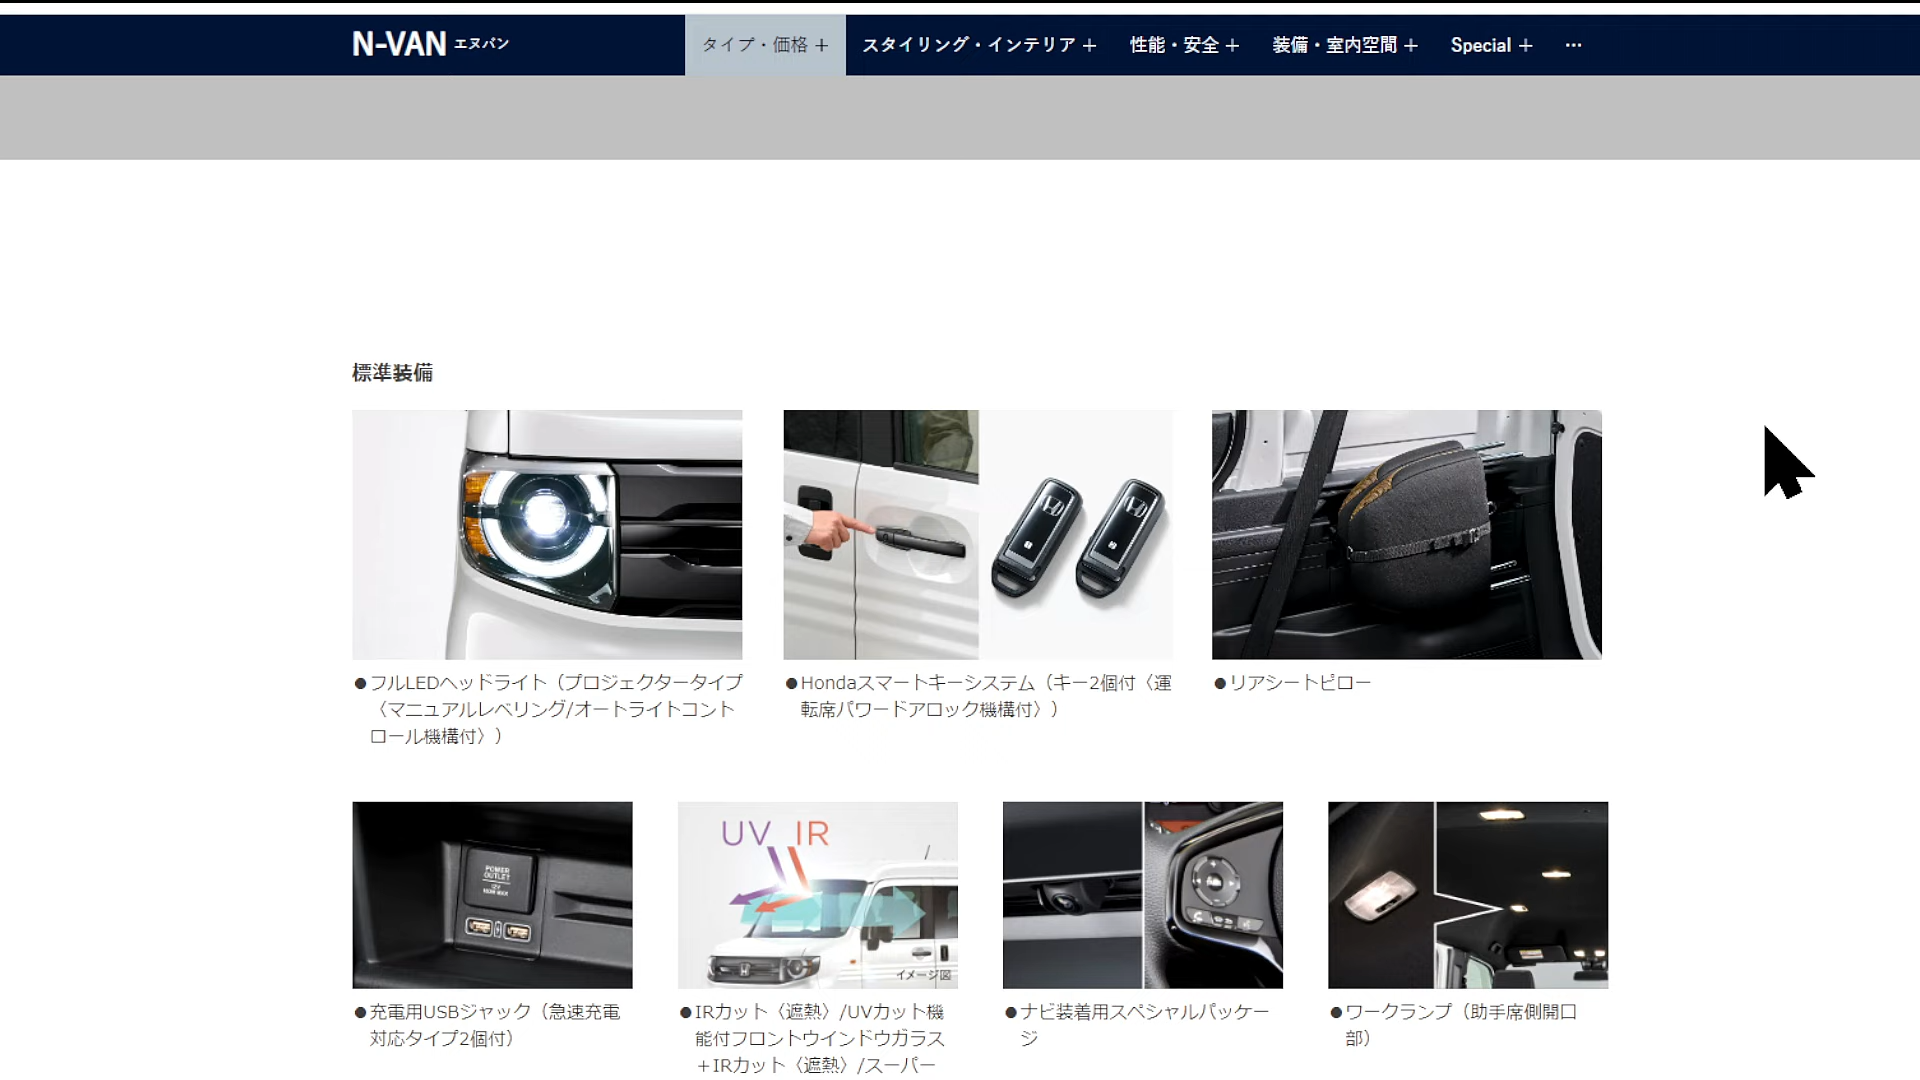 N-VAN エヌバン
タイプ・価格 +
スタイリング・インテリア +
性能・安全 +
装備・室内空間 +
Special +
…
標準装備
●フルLEDヘッドライト（プロジェクタータイプ
〈マニュアルレベリング/オートライトコント
ロール機構付〉）
●Hondaスマートキーシステム（キー2個付〈運
転席パワードアロック機構付〉）
●リアシートピロー
POWER
OUTLET
UV IR
イメージ図
●充電用USBジャック（急速充電
対応タイプ2個付）
●IRカット〈遮熱〉/UVカット機
能付フロントウインドウガラス
＋IRカット〈遮熱〉/スーパー
●ナビ装着用スペシャルパッケー
ジ
●ワークランプ（助手席側開口
部）